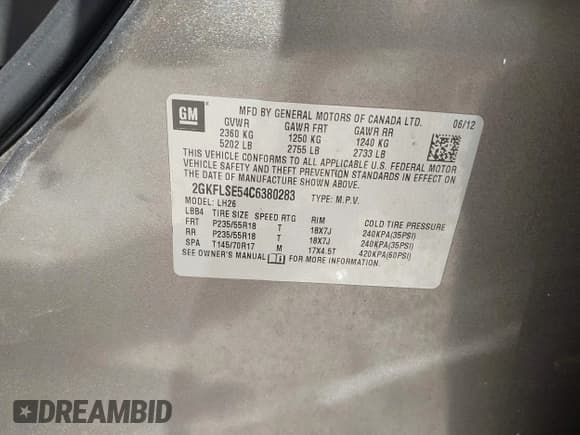 GM
MFD BY GENERAL MOTORS OF CANADA LTD.
06/12
GVWR GAWR FRT GAWR RR
2360 KG 1250 KG 1240 KG
5202 LB 2755 LB 2733 LB
THIS VEHICLE CONFORMS TO ALL APPLICABLE U.S. FEDERAL MOTOR
VEHICLE SAFETY AND THEFT PREVENTION STANDARDS IN EFFECT ON
THE DATE OF MANUFACTURE SHOWN ABOVE.
2GKFLSE54C6380283 TYPE: M.P.V.
MODEL: LH26
LBB4 TIRE SIZE SPEED RTG RIM COLD TIRE PRESSURE
FRT P235/55R18 T 18X7J 240KPA(35PSI)
RR P235/55R18 T 18X7J 240KPA(35PSI)
SPA T145/70R17 M 17X4.5T 420KPA(60PSI)
SEE OWNER'S MANUAL FOR MORE INFORMATION.
DREAMBID